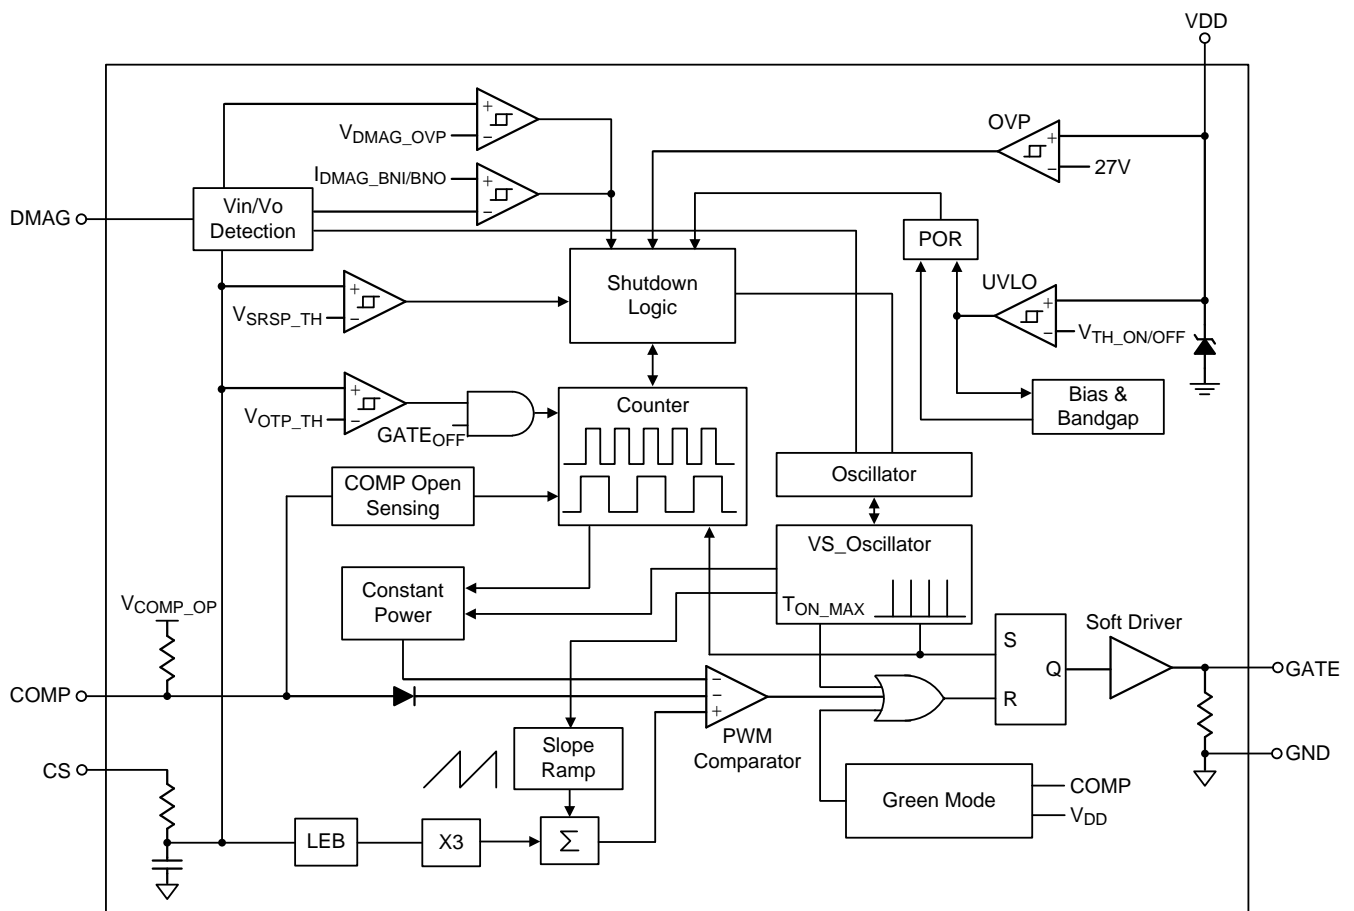 VDD
OVP
27V
VDMAG_OVP
IDMAG_BNI/BNO
DMAG
Vin/Vo
Detection
POR
Shutdown
Logic
UVLO
VTH_ON/OFF
VSRSP_TH
Bias &
Bandgap
VOTP_TH
GATEOFF
Counter
COMP Open
Sensing
Oscillator
VS_Oscillator
TON_MAX
Constant
Power
VCOMP_OP
Soft Driver
S
Q
R
GATE
COMP
PWM
Comparator
GND
CS
Slope
Ramp
Green Mode
COMP
VDD
LEB
X3
Σ